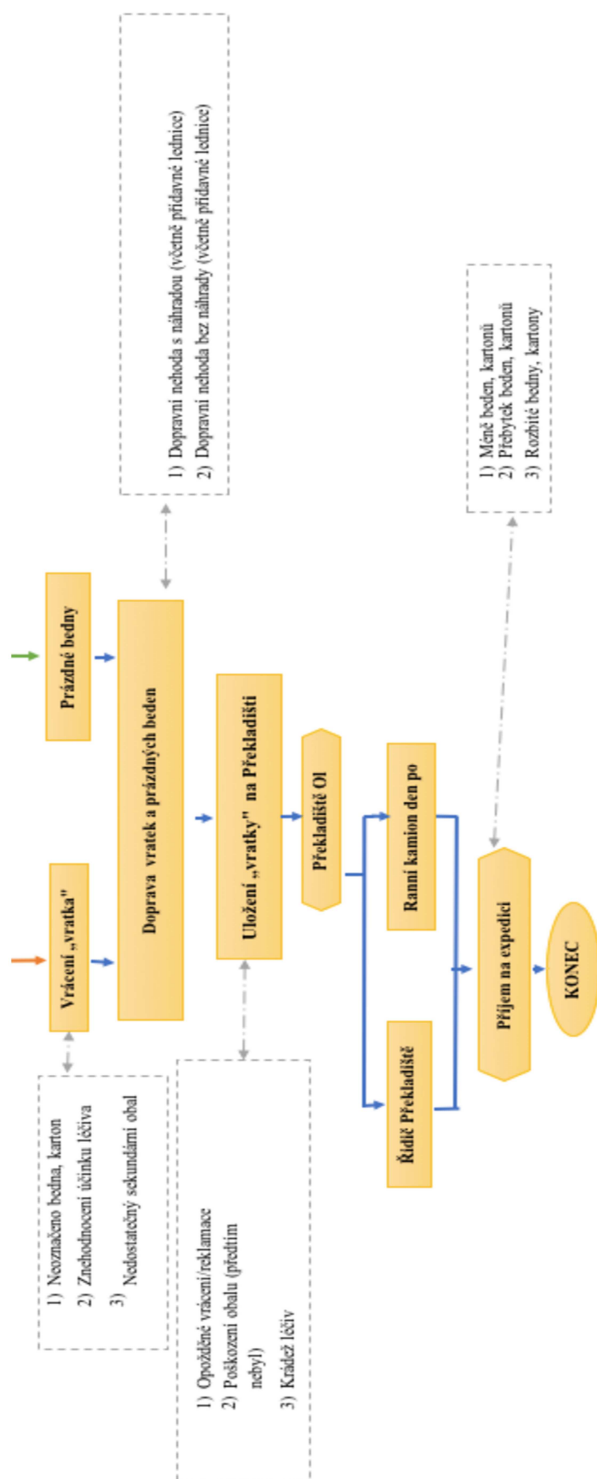 Vrácení „vratka"
Prázdné bedny
1) Neoznačeno bedna, karton
2) Znehodnocení účinku léčiva
3) Nedostatečný sekundární obal
Doprava vratek a prázdných beden
1) Dopravní nehoda s náhradou (včetně přídavné lednice)
2) Dopravní nehoda bez náhrady (včetně přídavné lednice)
Uložení „vratky" na Překladišti
1) Opožděné vrácení/reklamace
2) Poškození obalu (předtím
nebyl)
3) Krádež léčiv
Překladiště Ol
Řidič Překladiště
Ranní kamion den po
Příjem na expedici
1) Méně beden, kartonů
2) Přebytek beden, kartonů
3) Rozbité bedny, kartony
KONEC